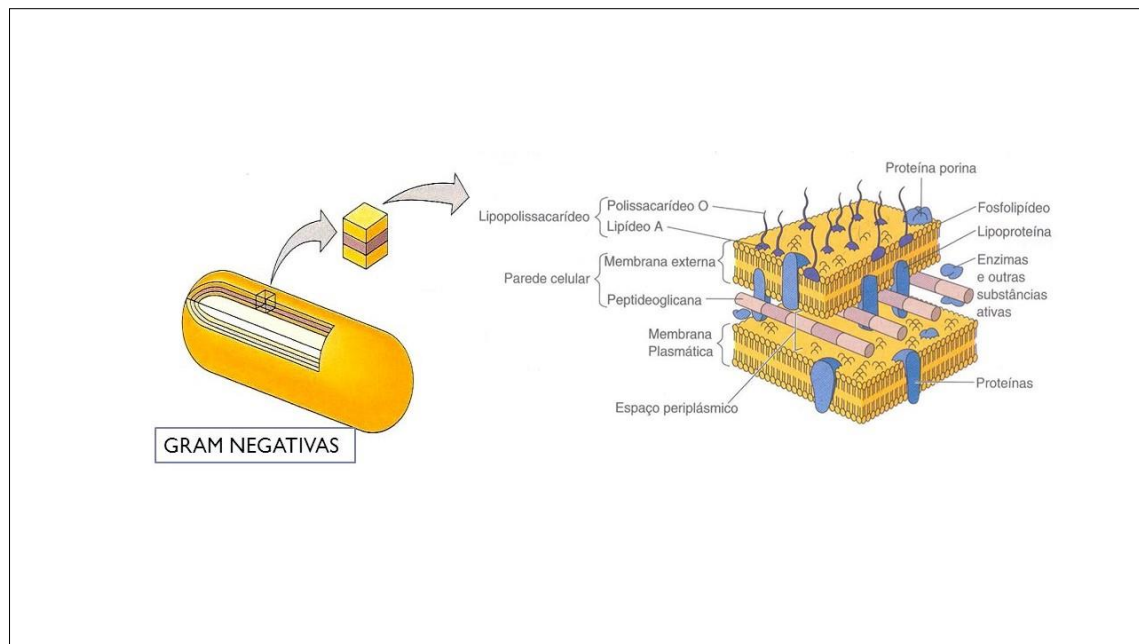 Proteína porina
Lipopolissacarídeo
Polissacarídeo O
Lipídeo A
Fosfolipídeo
Lipoproteína
Parede celular
Membrana externa
Peptideoglicana
Enzimas
e outras
substâncias
ativas
Membrana
Plasmática
Proteínas
Espaço periplásmico
GRAM NEGATIVAS